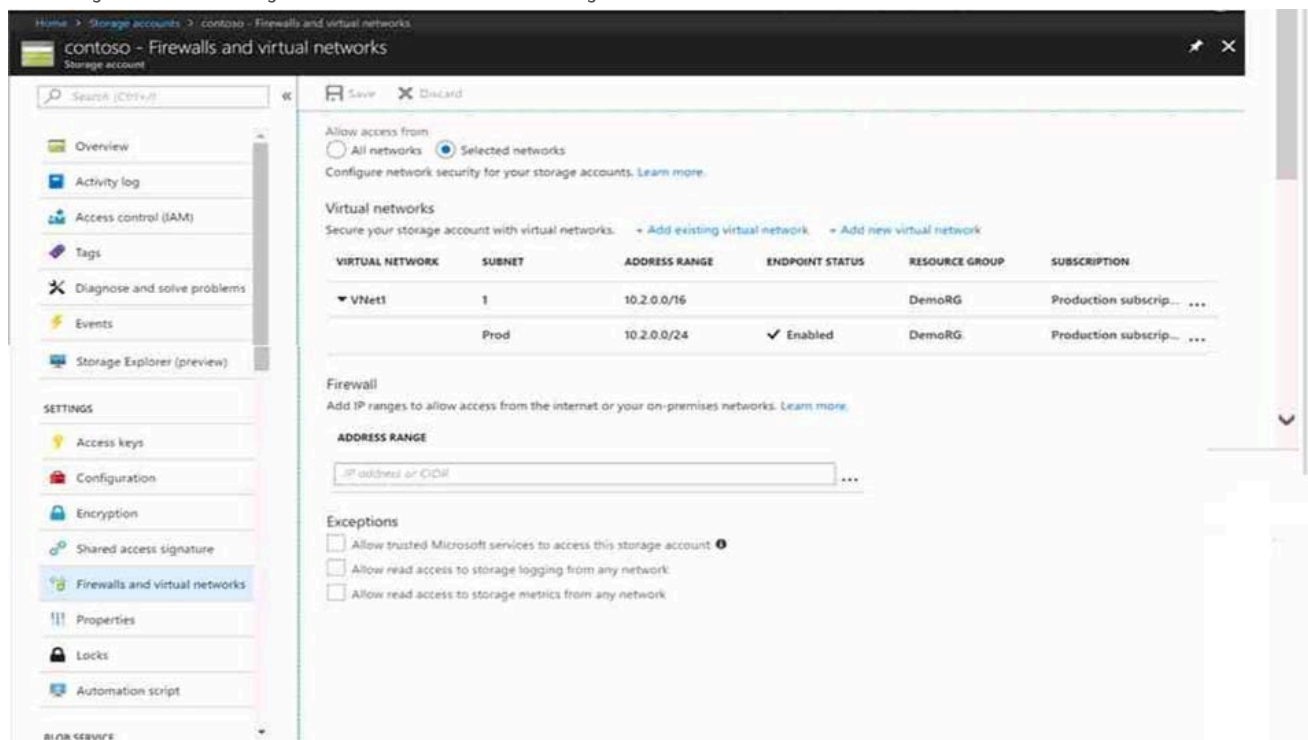 Home > Storage accounts > contoso - Firewalls and virtual networks
contoso - Firewalls and virtual networks
Storage account
Search (Ctrl+/)
«
Save
Discard
Overview
Activity log
Access control (IAM)
Tags
Diagnose and solve problems
Events
Storage Explorer (preview)
SETTINGS
Access keys
Configuration
Encryption
Shared access signature
Firewalls and virtual networks
Properties
Locks
Automation script
BLOB SERVICE
Allow access from
All networks Selected networks
Configure network security for your storage accounts. Learn more.
Virtual networks
Secure your storage account with virtual networks. + Add existing virtual network + Add new virtual network
VIRTUAL NETWORK SUBNET ADDRESS RANGE ENDPOINT STATUS RESOURCE GROUP SUBSCRIPTION
VNet1 1 10.2.0.0/16 DemoRG Production subscrip... ...
Prod 10.2.0.0/24 ✓ Enabled DemoRG Production subscrip... ...
Firewall
Add IP ranges to allow access from the internet or your on-premises networks. Learn more.
ADDRESS RANGE
IP address or CIDR ...
Exceptions
Allow trusted Microsoft services to access this storage account
Allow read access to storage logging from any network
Allow read access to storage metrics from any network